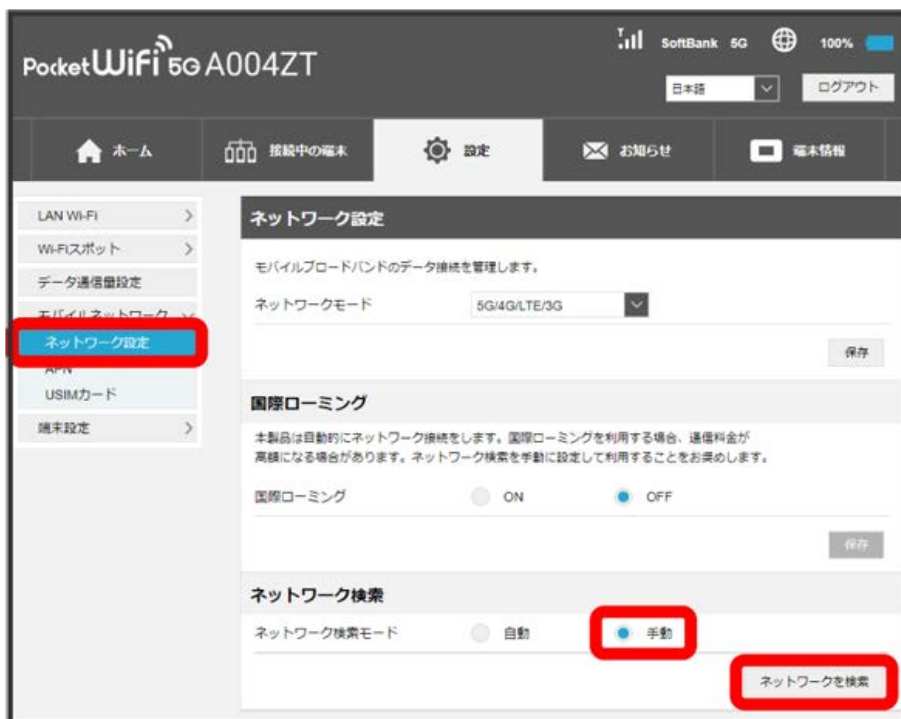 Pocket WiFi 5G A004ZT
SoftBank 5G 100%
日本語 ログアウト
ホーム 接続中の端末 設定 お知らせ 端末情報
LAN Wi-Fi
Wi-Fiスポット
データ通信量設定
モバイルネットワーク
ネットワーク設定
APN
USIMカード
端末設定
ネットワーク設定
モバイルブロードバンドのデータ接続を管理します。
ネットワークモード 5G/4G/LTE/3G
保存
国際ローミング
本製品は自動的にネットワーク接続をします。国際ローミングを利用する場合、通信料金が
高額になる場合があります。ネットワーク検索を手動に設定して利用することをお奨めします。
国際ローミング ON OFF
保存
ネットワーク検索
ネットワーク検索モード 自動 手動
ネットワークを検索